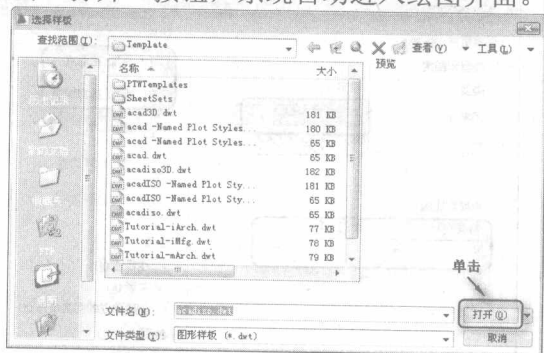 系统自动进入绘图界面。
选择样板
查找范围(I): Template 查看(V) 工具(L)
名称 大小 预览
PTWTemplates
SheetSets
acad3D.dwt 181 KB
acad -Named Plot Styles... 180 KB
acad -Named Plot Styles... 65 KB
acad.dwt 65 KB
acadiso3D.dwt 182 KB
acadISO -Named Plot Sty... 181 KB
acadISO -Named Plot Sty... 65 KB
acadiso.dwt 65 KB
Tutorial-iArch.dwt 77 KB
Tutorial-iMfg.dwt 78 KB
Tutorial-mArch.dwt 79 KB
单击
文件名(N): acadiso.dwt 打开(O)
文件类型(T): 图形样板 (*.dwt) 取消